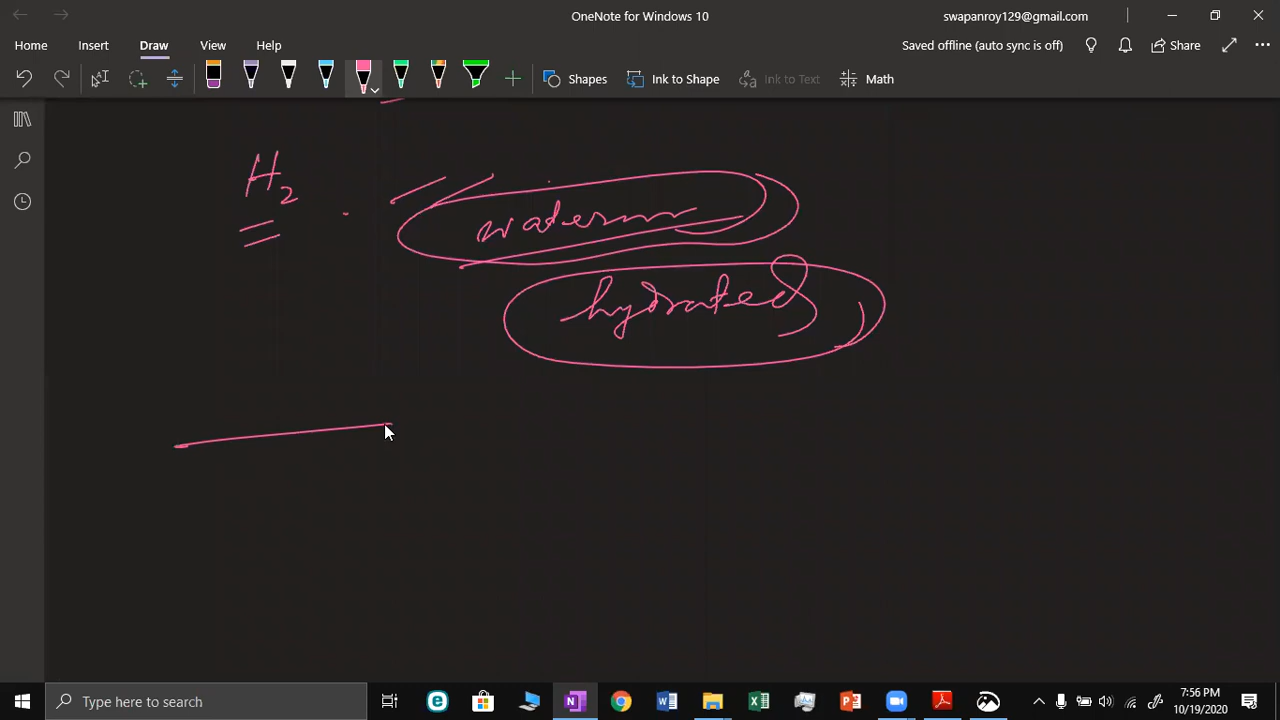 OneNote for Windows 10
swapanroy129@gmail.com
Home Insert Draw View Help
Saved offline (auto sync is off)
Share
Shapes
Ink to Shape
Ink to Text
Math
H2
hydrated
Type here to search
7:56 PM
10/19/2020